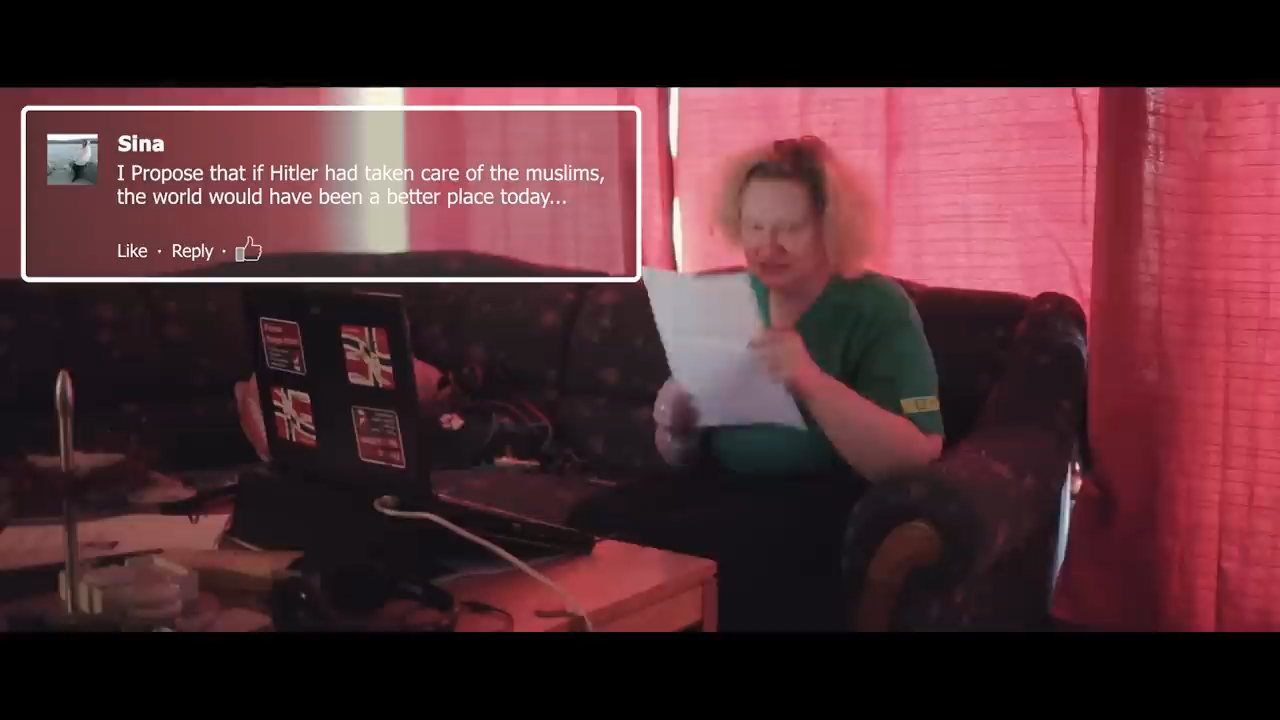 Sina
I Propose that if Hitler had taken care of the muslims,
the world would have been a better place today...
Like · Reply ·